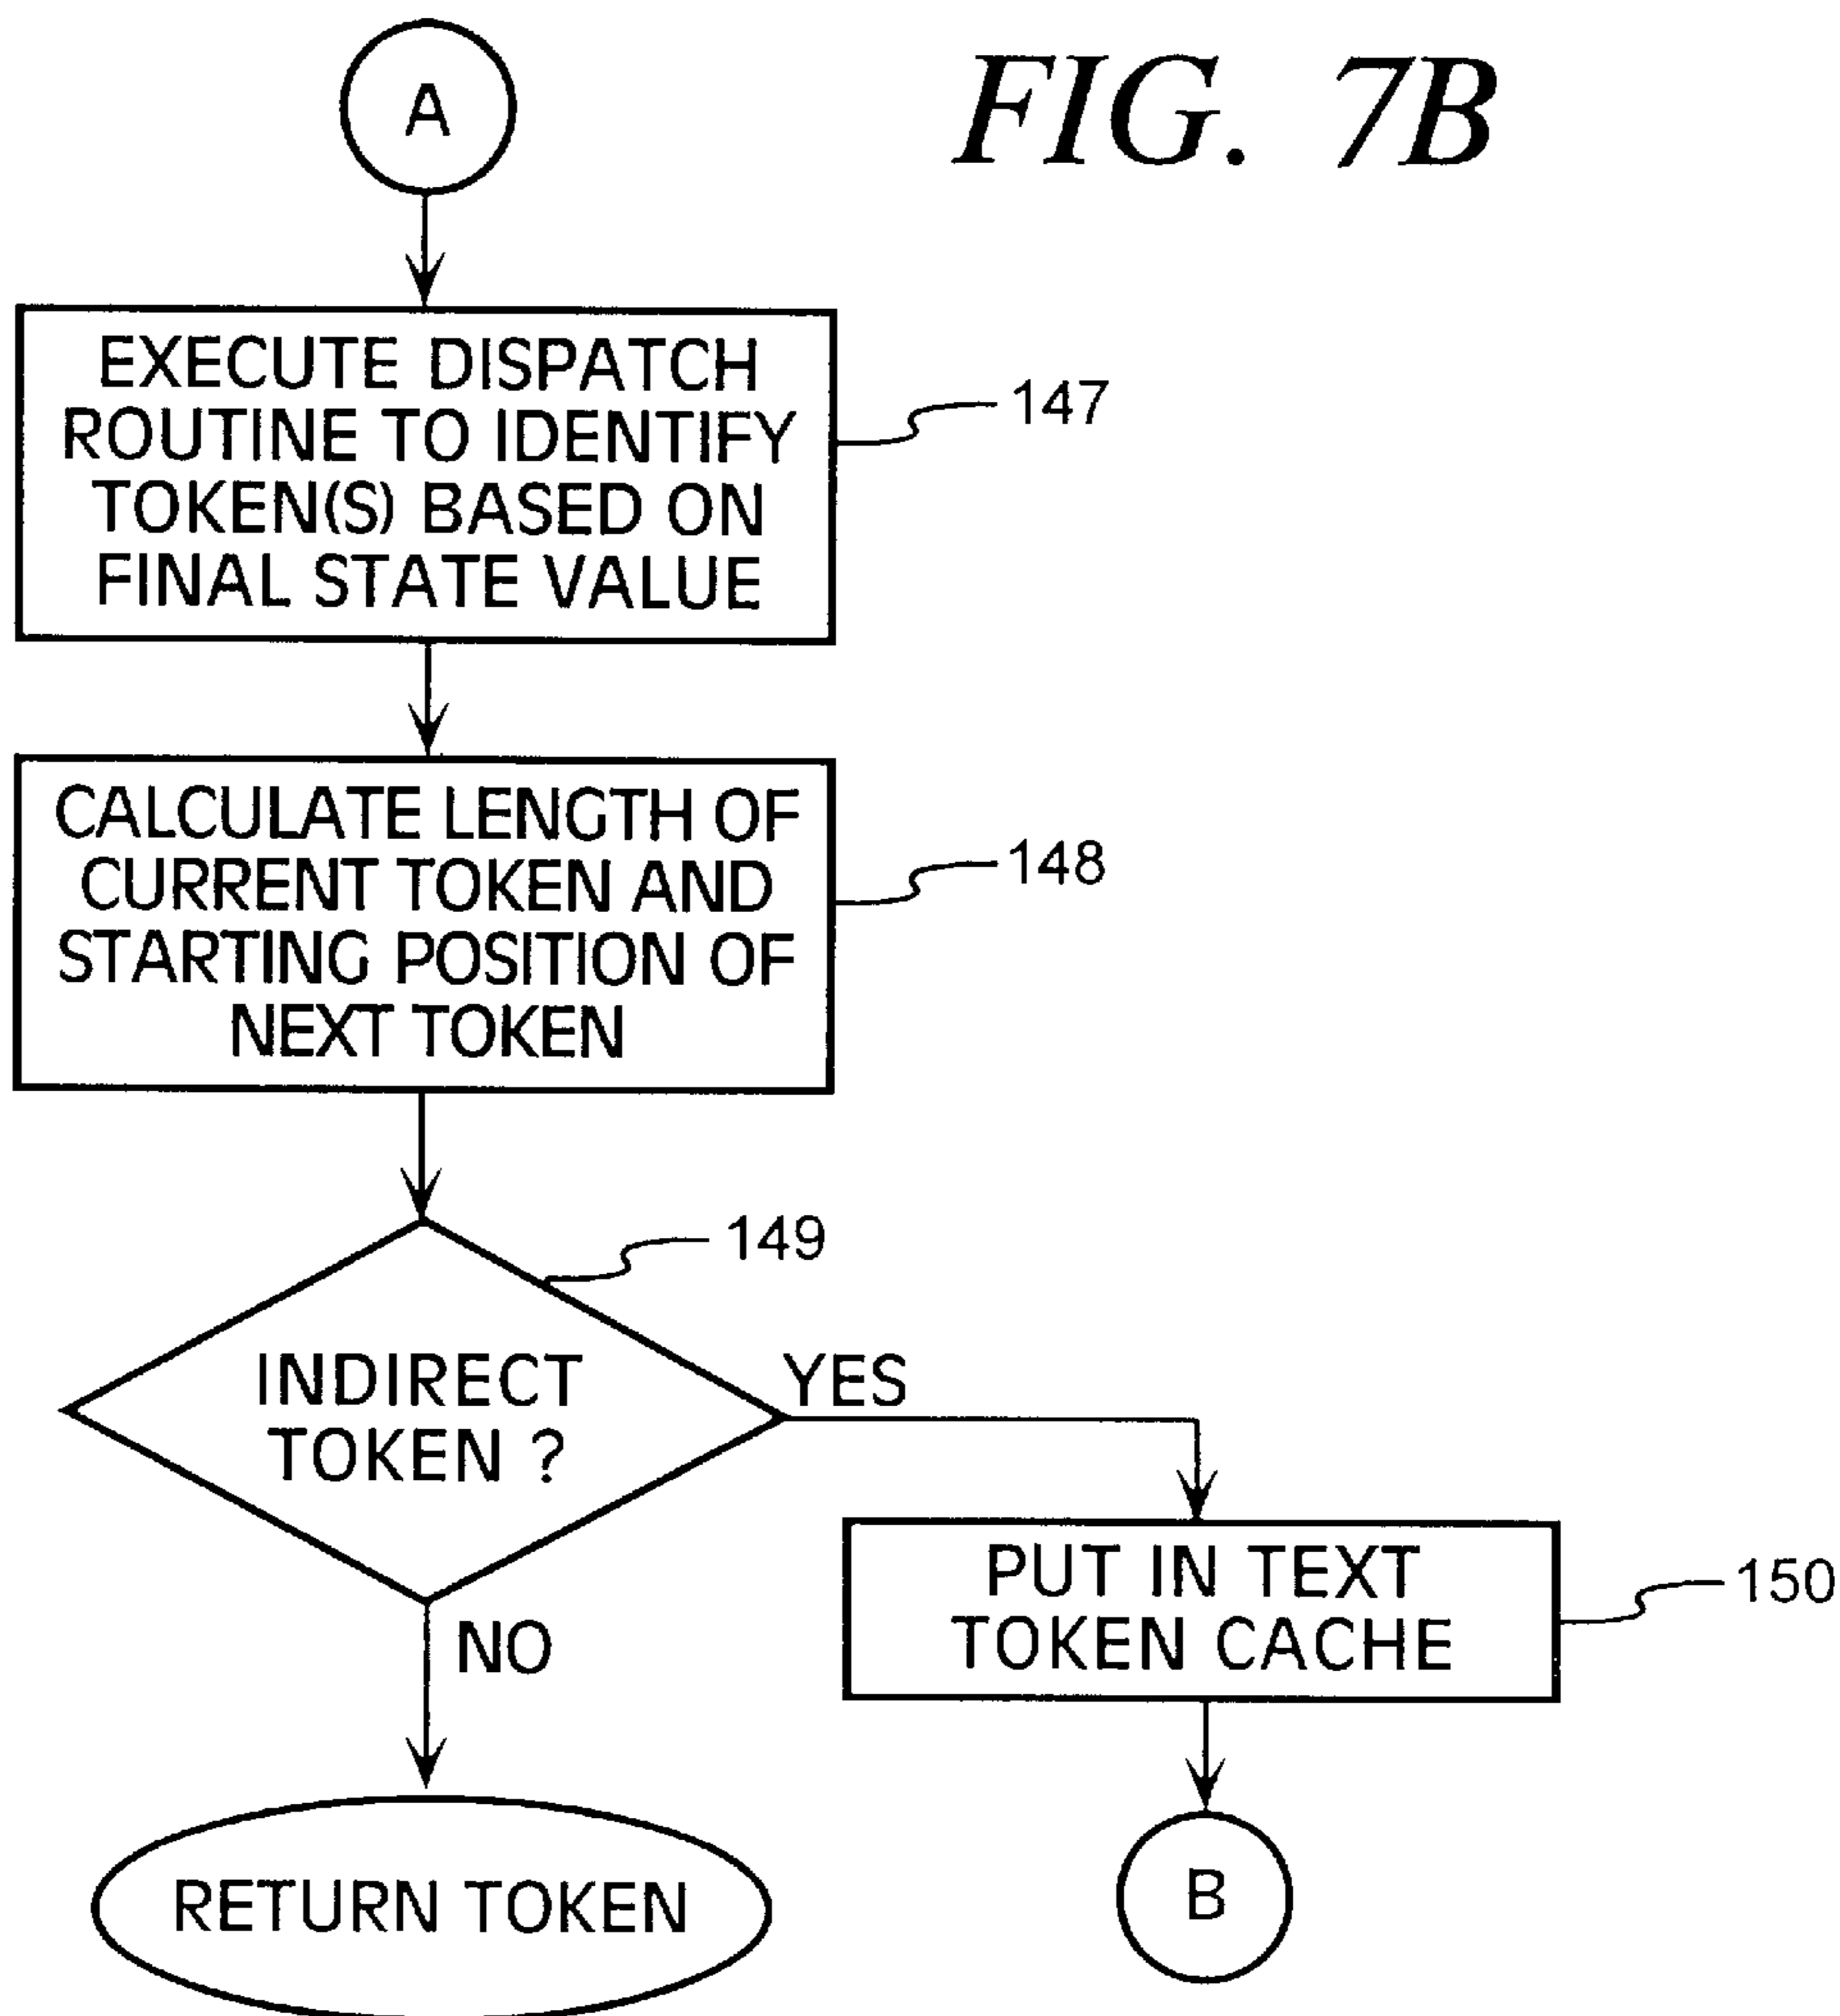 A
FIG. 7B
EXECUTE DISPATCH
ROUTINE TO IDENTIFY
TOKEN(S) BASED ON
FINAL STATE VALUE
147
CALCULATE LENGTH OF
CURRENT TOKEN AND
STARTING POSITION OF
NEXT TOKEN
148
149
INDIRECT
TOKEN ?
YES
NO
PUT IN TEXT
TOKEN CACHE
150
RETURN TOKEN
B